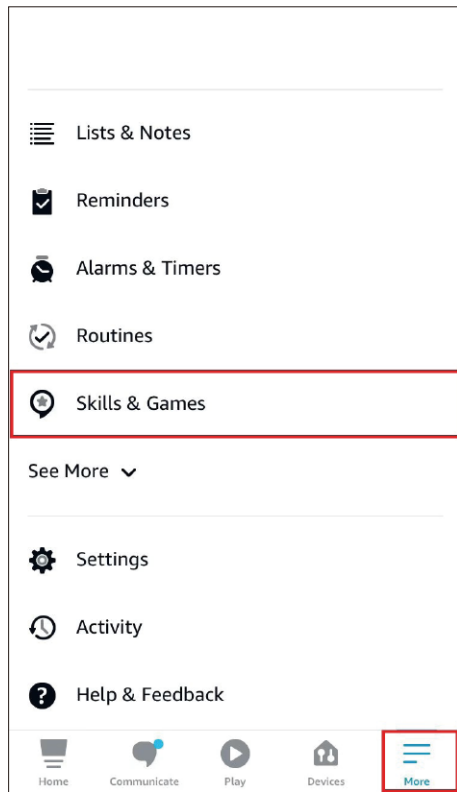 Lists & Notes
Reminders
Alarms & Timers
Routines
Skills & Games
See More
Settings
Activity
Help & Feedback
Home Communicate Play Devices More